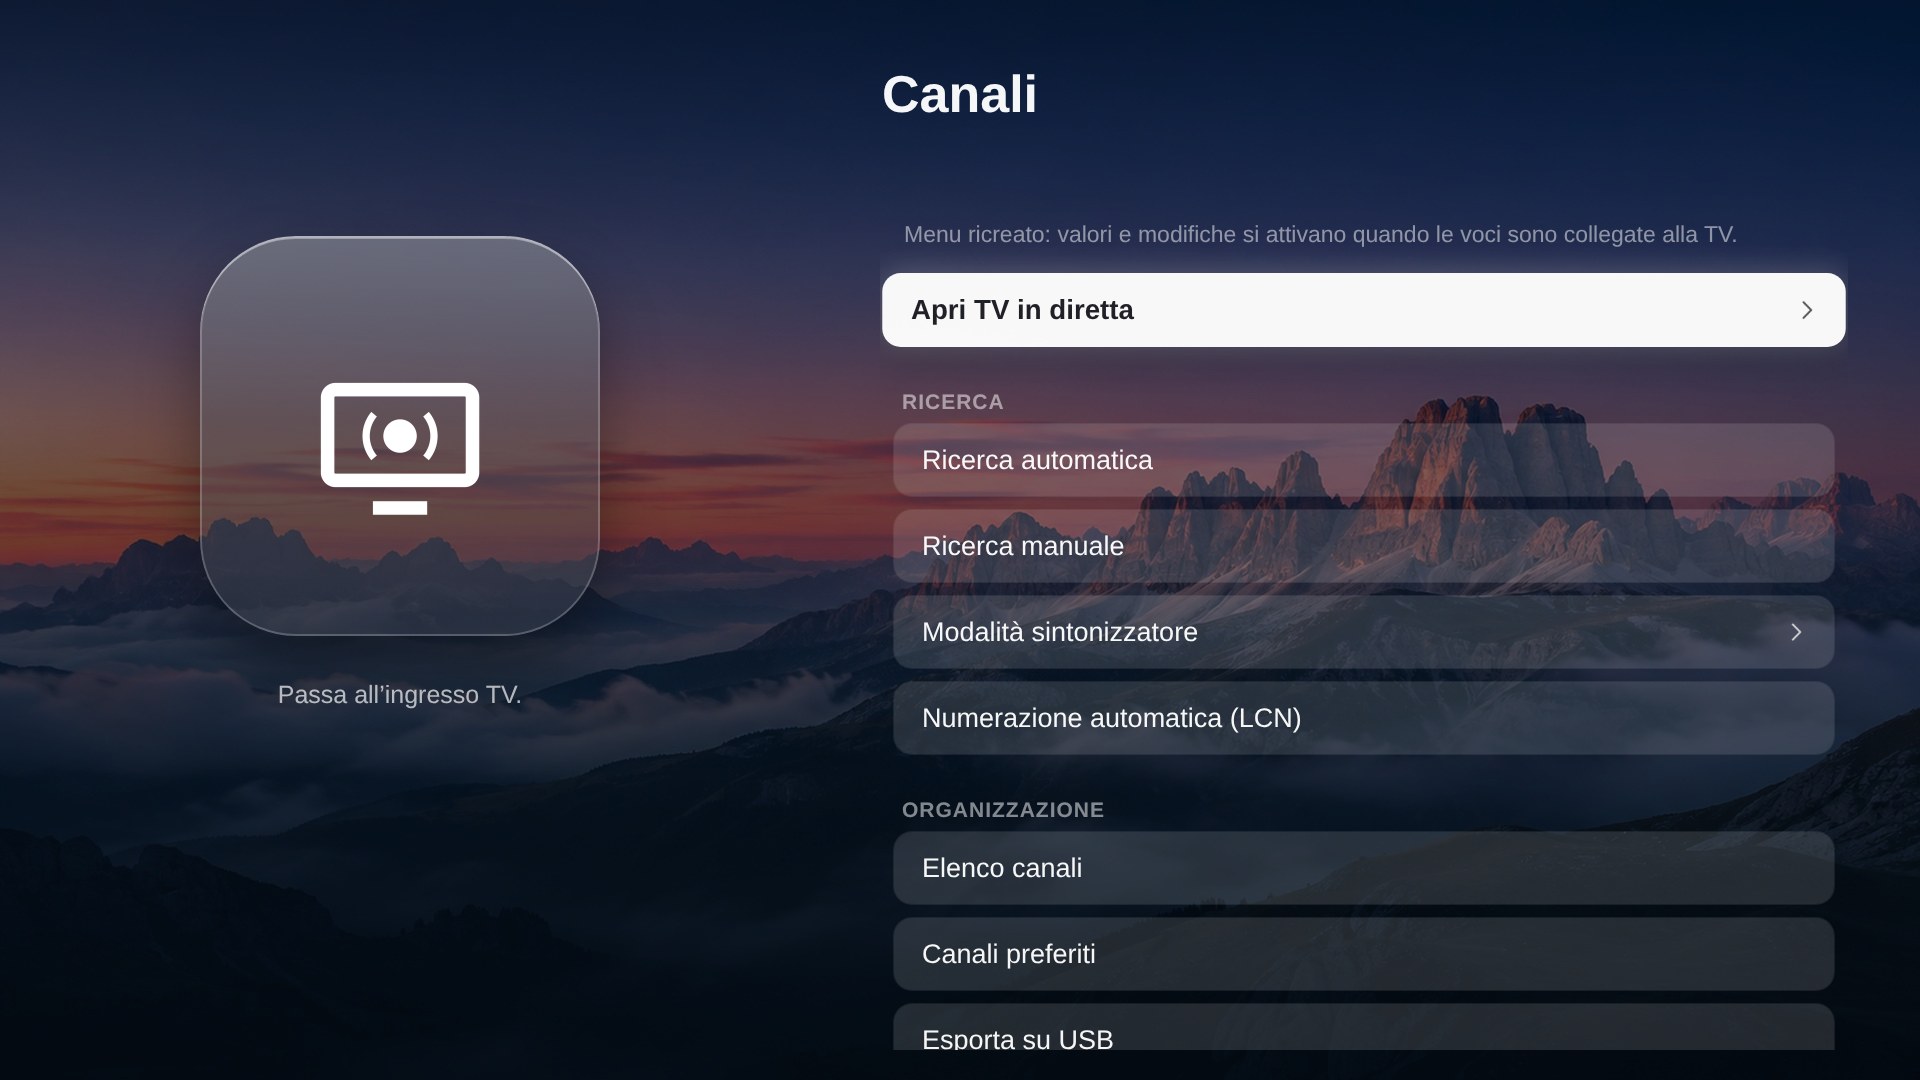 Canali
Menu ricreato: valori e modifiche si attivano quando le voci sono collegate alla TV.
Apri TV in diretta
RICERCA
Ricerca automatica
Ricerca manuale
Modalità sintonizzatore
Numerazione automatica (LCN)
ORGANIZZAZIONE
Elenco canali
Canali preferiti
Esporta su USB
Passa all’ingresso TV.